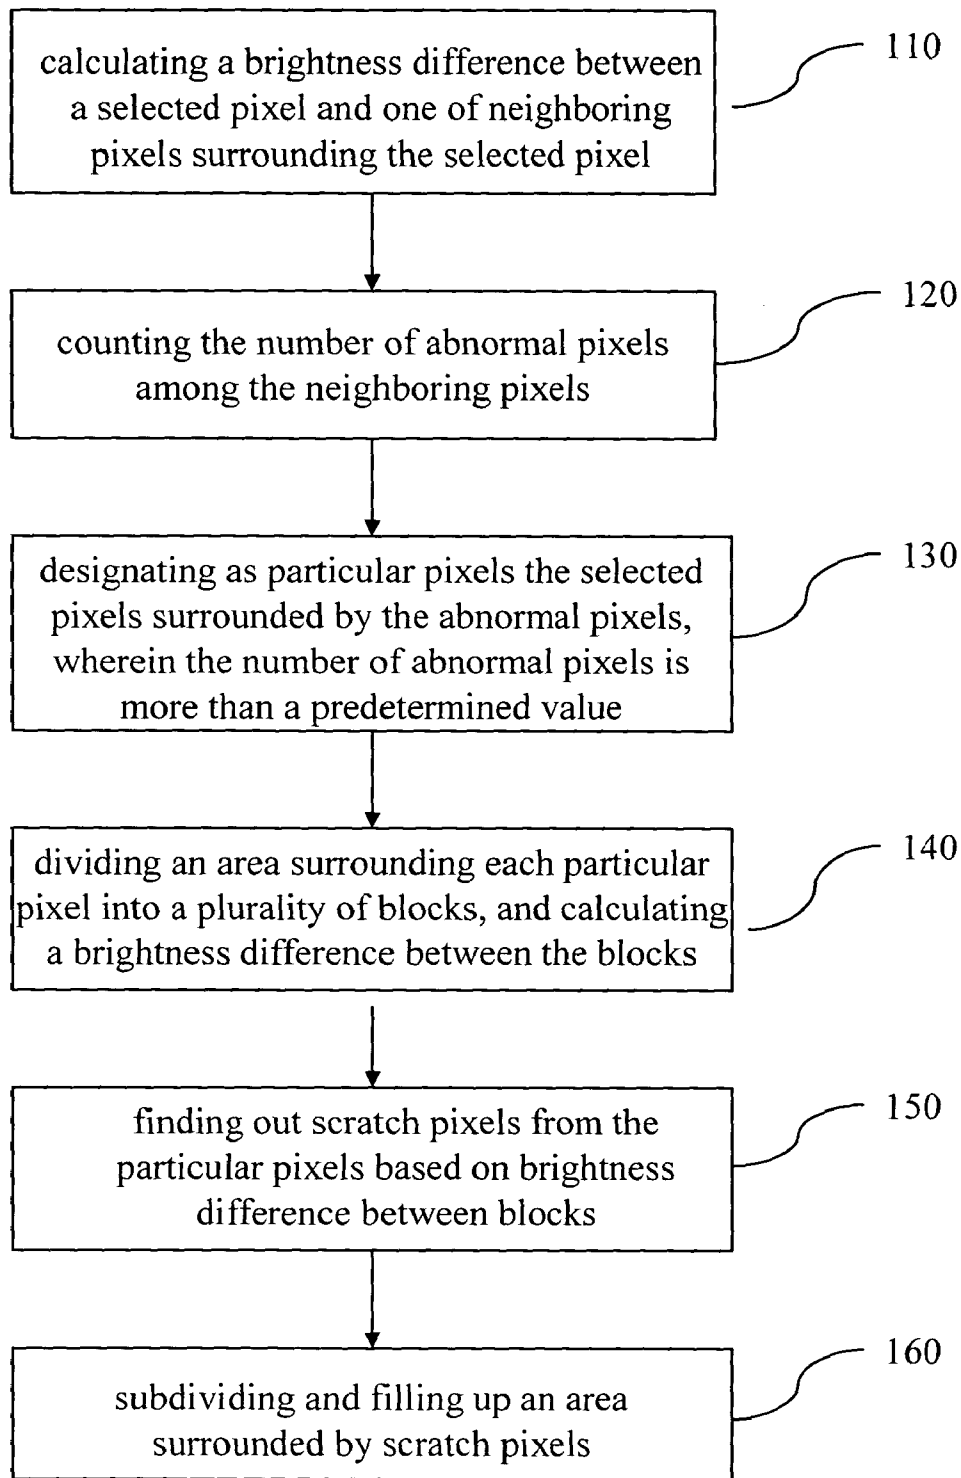 calculating a brightness difference between
a selected pixel and one of neighboring
pixels surrounding the selected pixel
110
counting the number of abnormal pixels
among the neighboring pixels
120
designating as particular pixels the selected
pixels surrounded by the abnormal pixels,
wherein the number of abnormal pixels is
more than a predetermined value
130
dividing an area surrounding each particular
pixel into a plurality of blocks, and calculating
a brightness difference between the blocks
140
finding out scratch pixels from the
particular pixels based on brightness
difference between blocks
150
subdividing and filling up an area
surrounded by scratch pixels
160